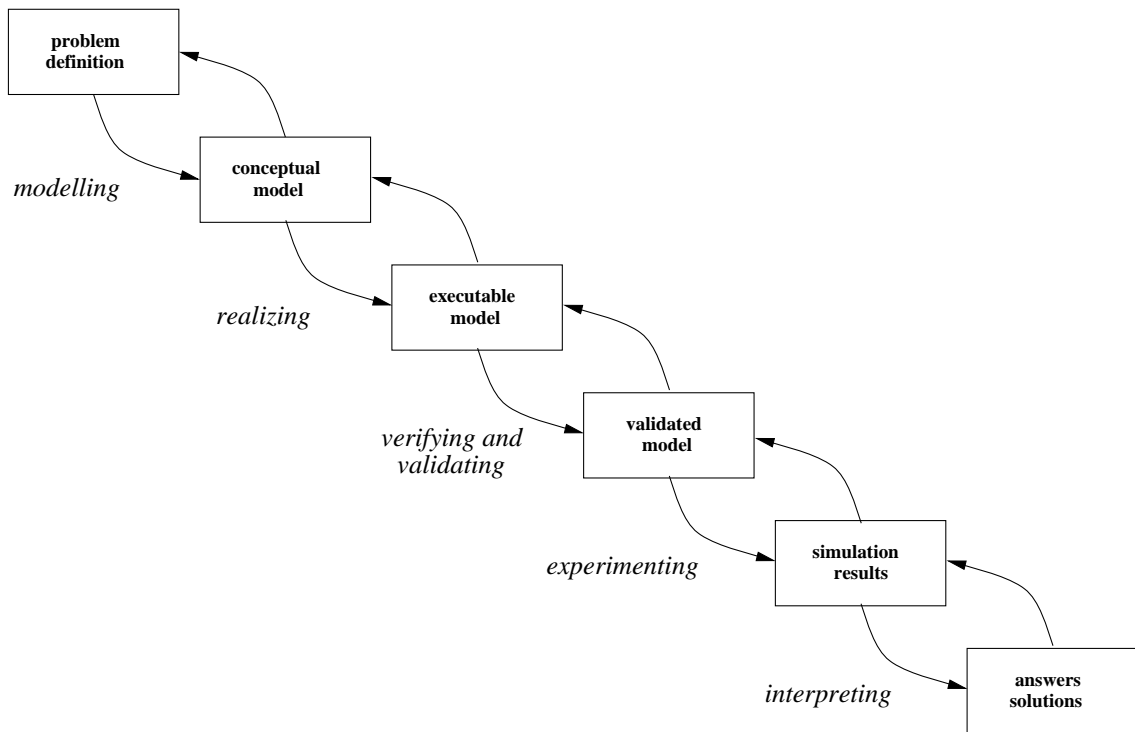 problem
definition
modelling
conceptual
model
realizing
executable
model
verifying and
validating
validated
model
experimenting
simulation
results
interpreting
answers
solutions